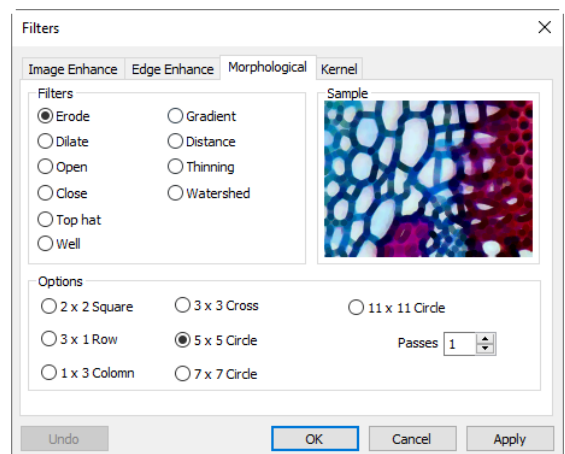 Filters
Image Enhance Edge Enhance Morphological Kernel
Filters
Erode
Dilate
Open
Close
Top hat
Well
Gradient
Distance
Thinning
Watershed
Sample
Options
2 x 2 Square
3 x 1 Row
1 x 3 Colomn
3 x 3 Cross
5 x 5 Circle
7 x 7 Circle
11 x 11 Circle
Passes 1
Undo OK Cancel Apply